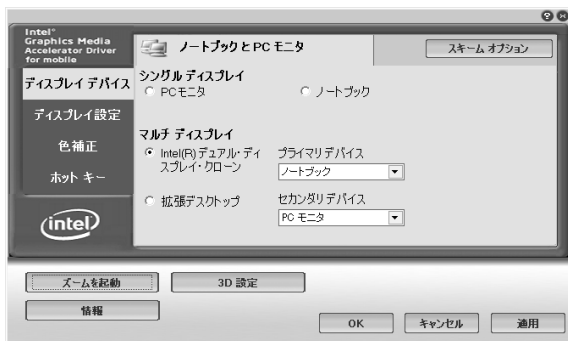 Intel®
Graphics Media
Accelerator Driver
for mobile
ノートブックとPC モニタ
スキーム オプション
ディスプレイ デバイス
ディスプレイ設定
色補正
ホット キー
intel
シングル ディスプレイ
PCモニタ
ノートブック
マルチ ディスプレイ
Intel(R) デュアル・ディ
スプレイ・クローン
プライマリ デバイス
ノートブック
拡張デスクトップ
セカンダリ デバイス
PC モニタ
ズームを起動
3D 設定
情報
OK
キャンセル
適用